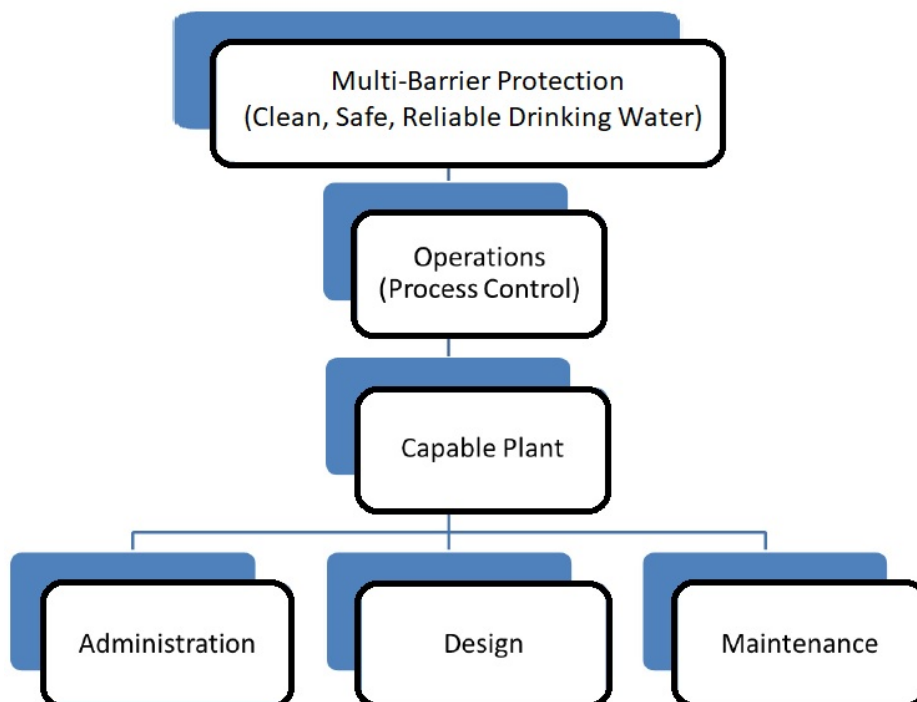 Multi-Barrier Protection
(Clean, Safe, Reliable Drinking Water)
Operations
(Process Control)
Capable Plant
Administration
Design
Maintenance